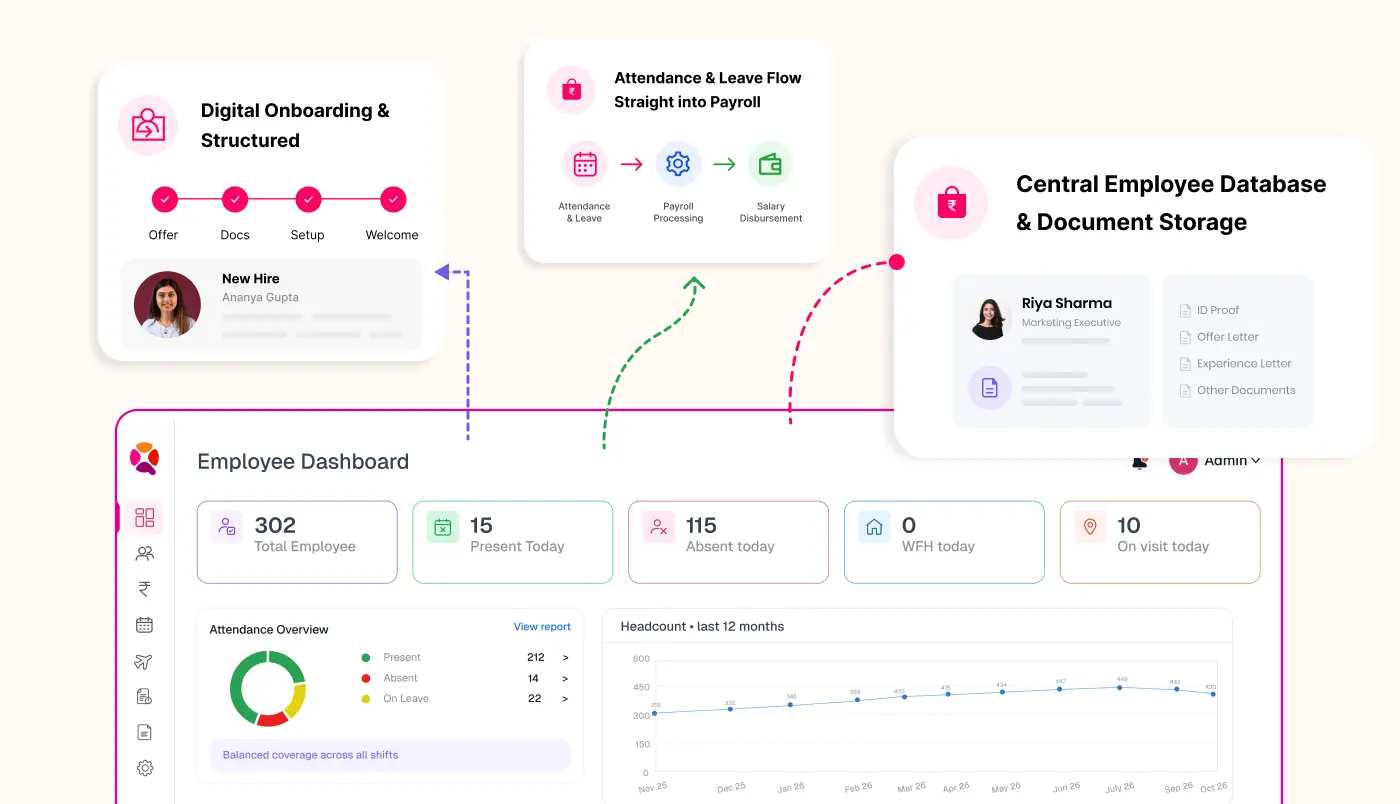 Digital Onboarding &
Structured
Offer
Docs
Setup
Welcome
New Hire
Ananya Gupta
Attendance & Leave Flow
Straight into Payroll
₹
Attendance
& Leave
Payroll
Processing
Salary
Disbursement
Central Employee Database
& Document Storage
₹
Riya Sharma
Marketing Executive
ID Proof
Offer Letter
Experience Letter
Other Documents
Employee Dashboard
A
Admin
302
Total Employee
15
Present Today
115
Absent today
0
WFH today
10
On visit today
₹
Attendance Overview
View report
Present 212 >
Absent 14 >
On Leave 22 >
Balanced coverage across all shifts
Headcount • last 12 months
600
450
300
150
0
332
346
358
415
434
447
449
442
430
Nov 25
Dec 25
Jan 26
Feb 26
Mar 26
Apr 26
May 26
Jun 26
July 26
Sep 26
Oct 26